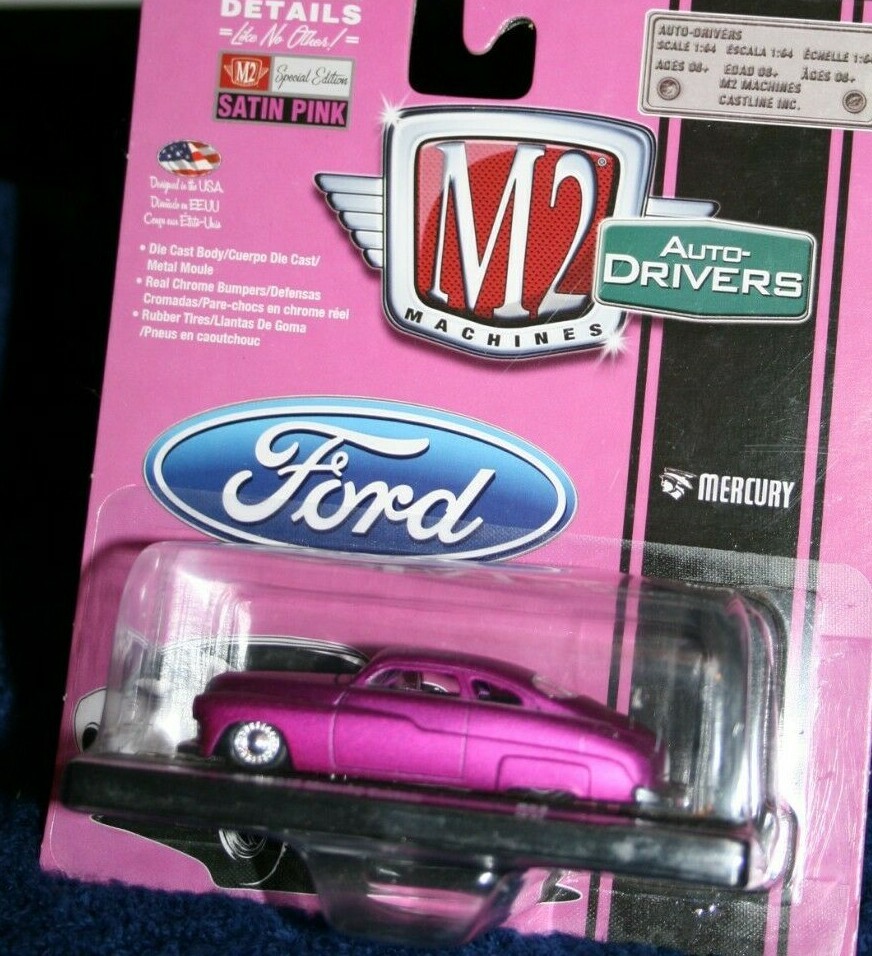 DETAILS
=Like No Other!=
M2 Special Edition
SATIN PINK
Designed in the U.S.A.
Diseñado en EEUU
Conçu aux États-Unis
• Die Cast Body/Cuerpo Die Cast/
Metal Moule
• Real Chrome Bumpers/Defensas
Cromadas/Pare-chocs en chrome réel
• Rubber Tires/Llantas De Goma
/Pneus en caoutchouc
AUTO-DRIVERS
SCALE 1:64 ESCALA 1:64 ÉCHELLE 1:64
AGES 08+ EDAD 08+ ÂGES 08+
M2 MACHINES
CASTLINE INC.
M2®
MACHINES
AUTO-
DRIVERS
Ford
MERCURY